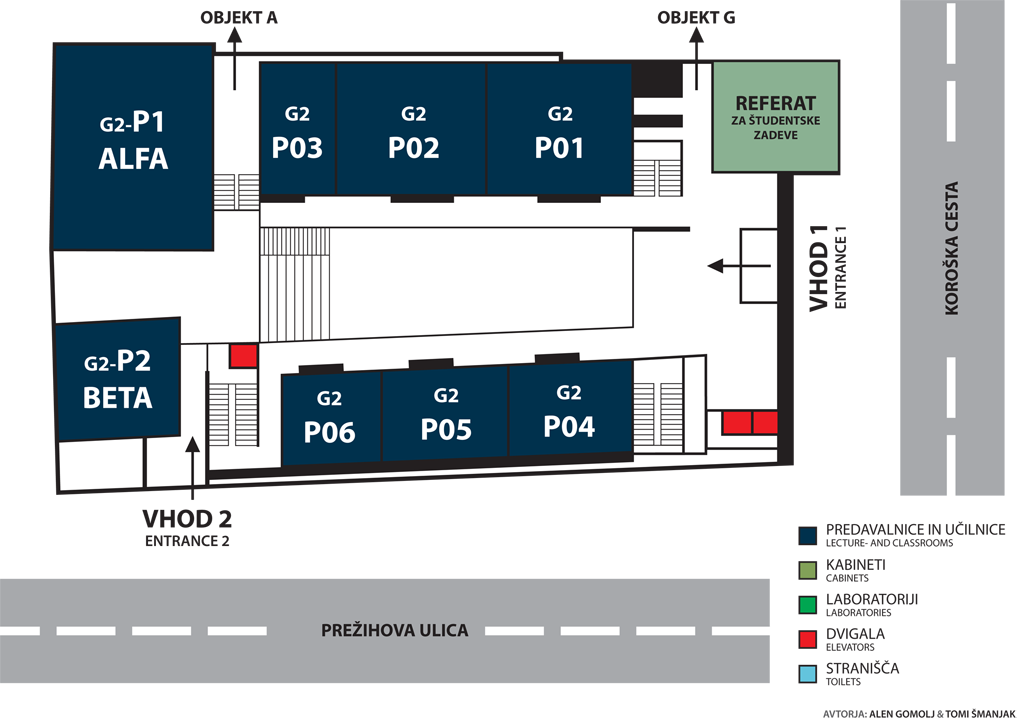 OBJEKT A
OBJEKT G
G2-P1
ALFA
G2
P03
G2
P02
G2
P01
REFERAT
ZA ŠTUDENTSKE
ZADEVE
VHOD 1
ENTRANCE 1
KOROŠKA CESTA
G2-P2
BETA
G2
P06
G2
P05
G2
P04
VHOD 2
ENTRANCE 2
PREŽIHOVA ULICA
PREDAVALNICE IN UČILNICE
LECTURE- AND CLASSROOMS
KABINETI
CABINETS
LABORATORIJI
LABORATORIES
DVIGALA
ELEVATORS
STRANIŠČA
TOILETS
AVTORJA: ALEN GOMOLJ & TOMI ŠMANJAK